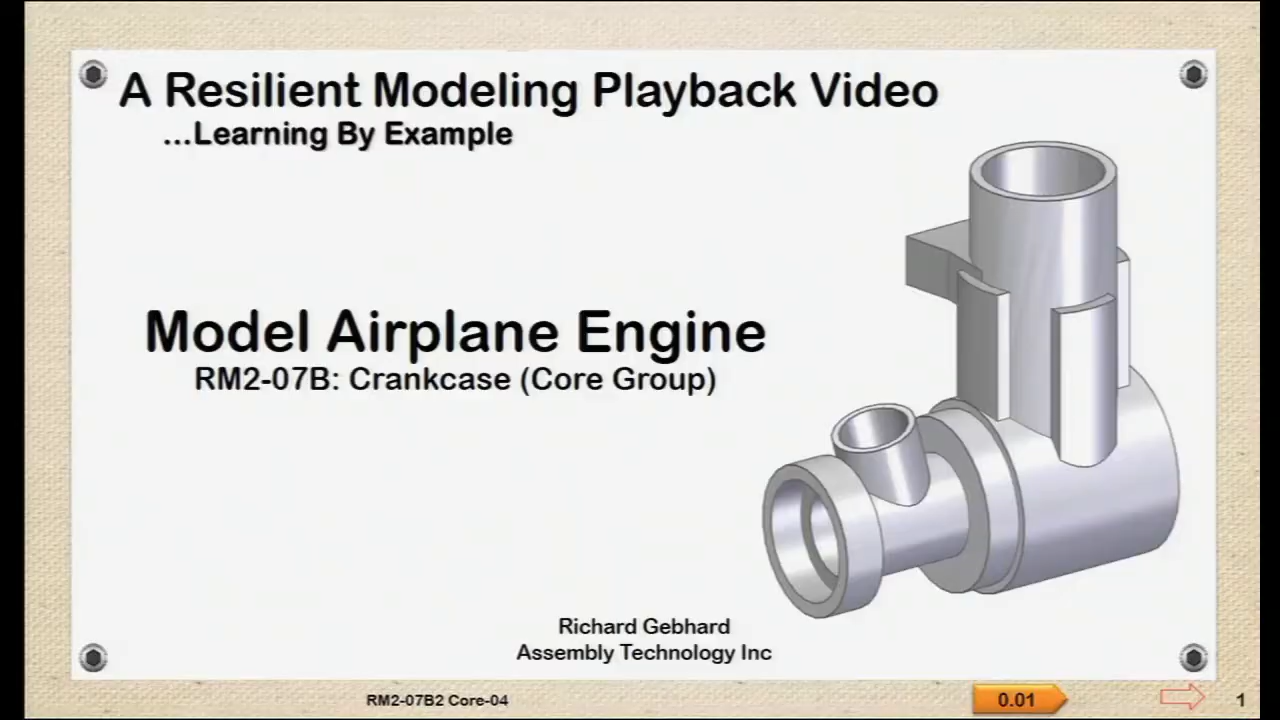 A Resilient Modeling Playback Video
...Learning By Example
Model Airplane Engine
RM2-07B: Crankcase (Core Group)
Richard Gebhard
Assembly Technology Inc
RM2-07B2 Core-04
0.01
1